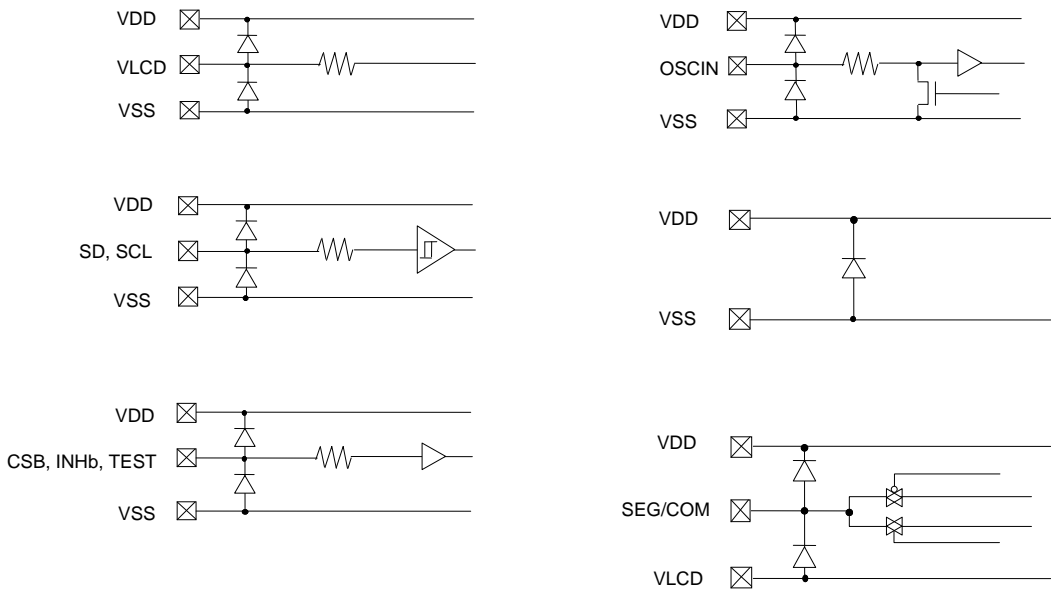 VDD
VLCD
VSS
VDD
OSCIN
VSS
VDD
SD, SCL
VSS
VDD
VSS
VDD
CSB, INHb, TEST
VSS
VDD
SEG/COM
VLCD